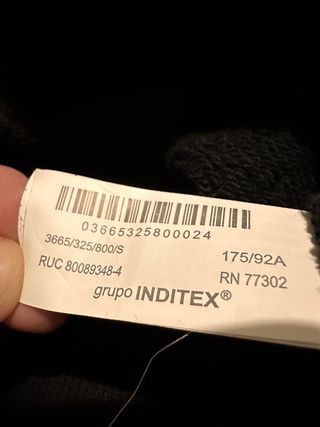 03665325800024
3665/325/800/S
175/92A
RUC 80089348-4
RN 77302
grupo INDITEX®